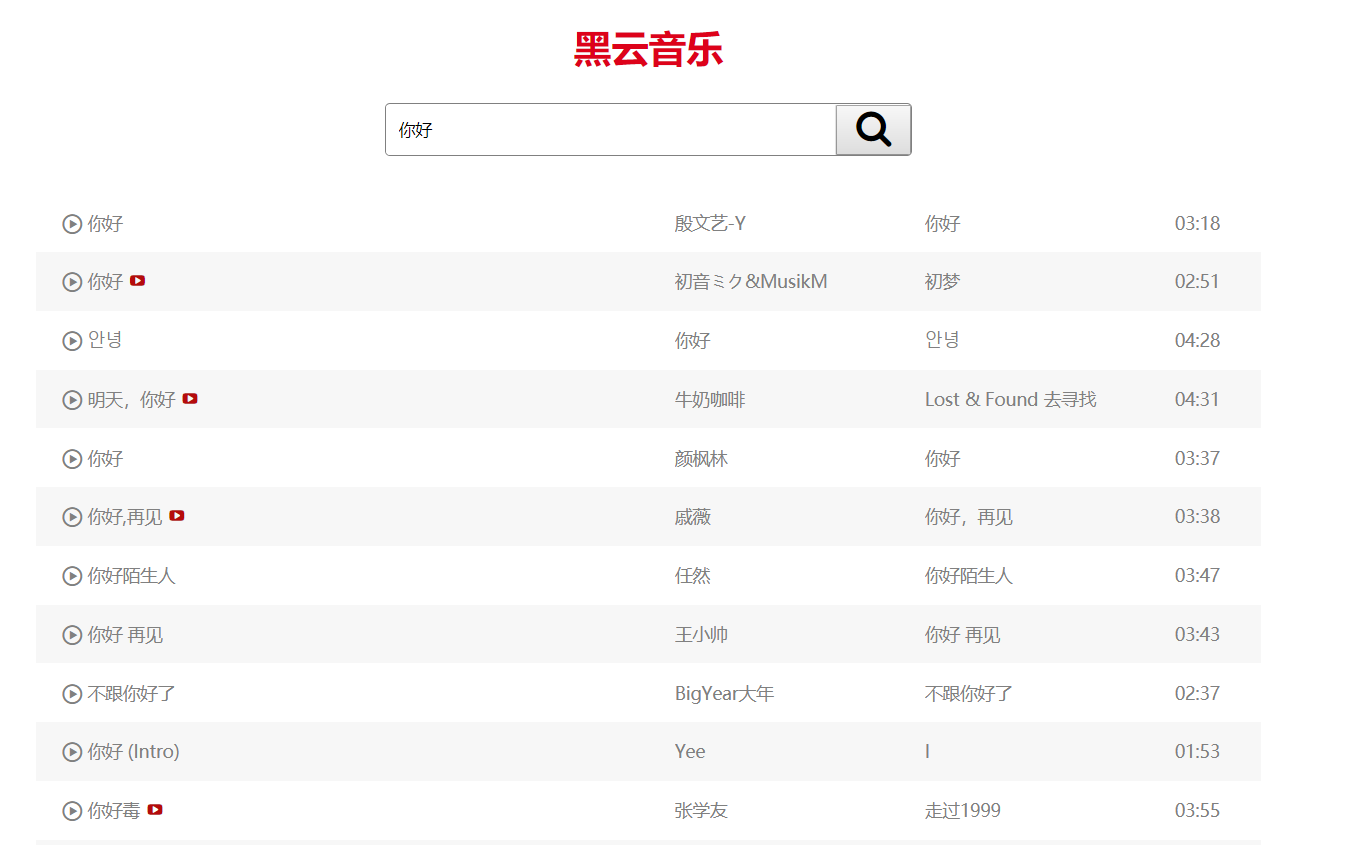 黑云音乐
你好
你好 殷文艺-Y 你好 03:18
你好 初音ミク&MusikM 初梦 02:51
안녕 你好 안녕 04:28
明天，你好 牛奶咖啡 Lost & Found 去寻找 04:31
你好 颜枫林 你好 03:37
你好,再见 戚薇 你好，再见 03:38
你好陌生人 任然 你好陌生人 03:47
你好 再见 王小帅 你好 再见 03:43
不跟你好了 BigYear大年 不跟你好了 02:37
你好 (Intro) Yee I 01:53
你好毒 张学友 走过1999 03:55